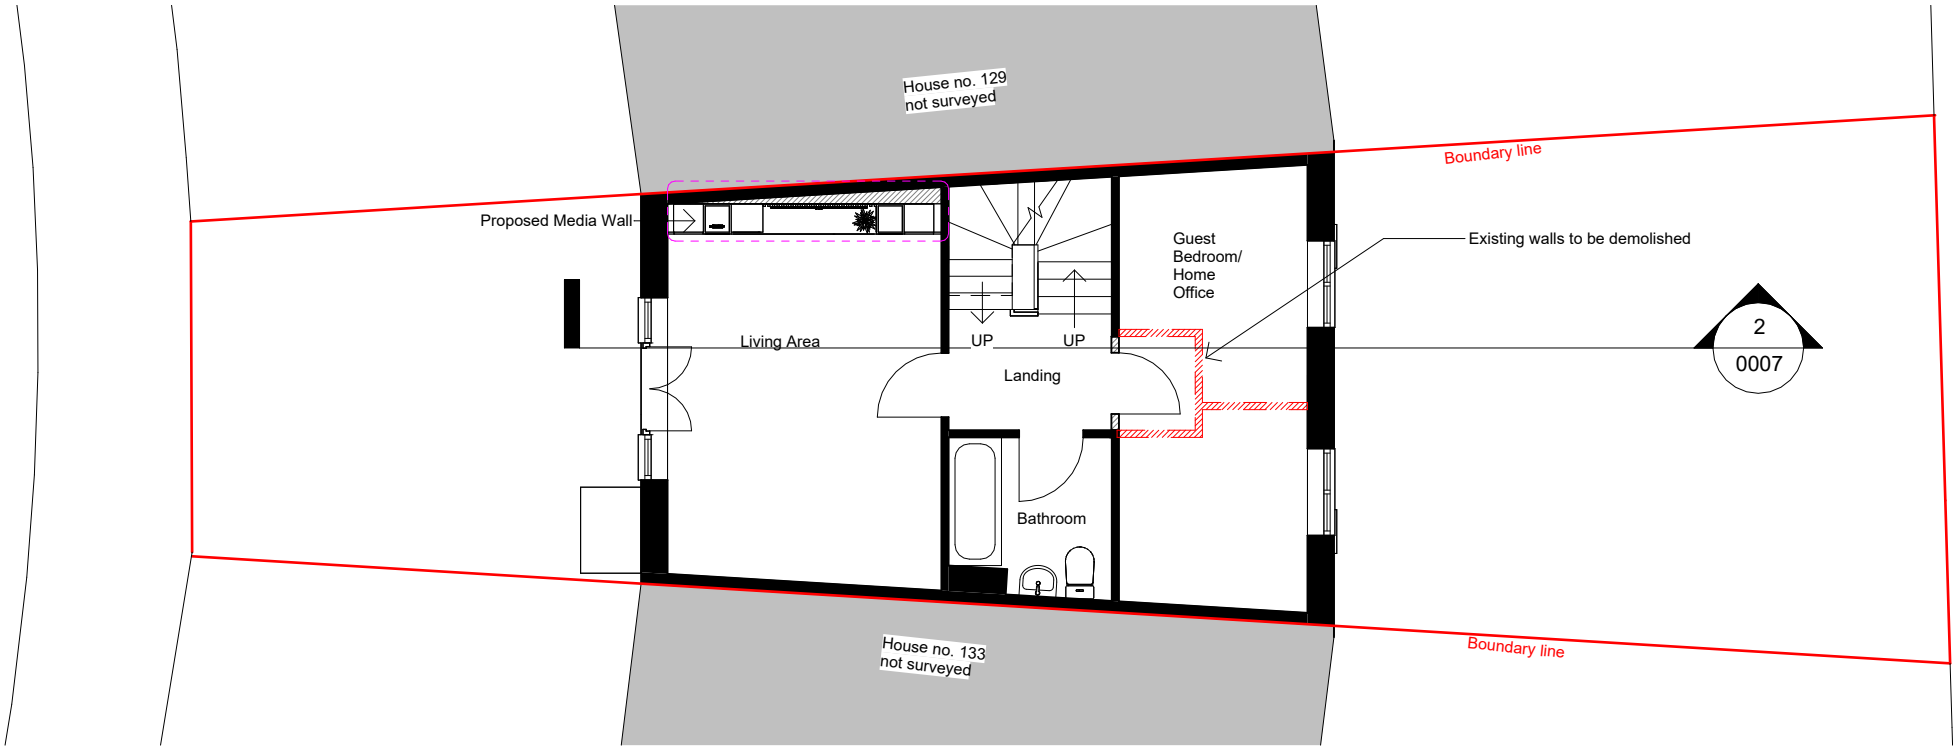 House no. 129
not surveyed
Boundary line
Proposed Media Wall
Guest
Bedroom/
Home
Office
Existing walls to be demolished
2
0007
Living Area
UP
UP
Landing
Bathroom
House no. 133
not surveyed
Boundary line